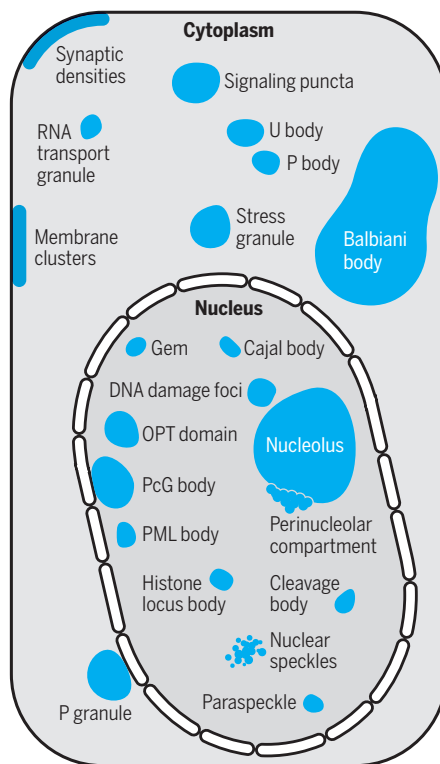 Cytoplasm
Synaptic
densities
Signaling puncta
RNA
transport
granule
U body
P body
Membrane
clusters
Stress
granule
Balbiani
body
Nucleus
Gem
Cajal body
DNA damage foci
OPT domain
Nucleolus
PcG body
PML body
Perinucleolar
compartment
Histone
locus body
Cleavage
body
Nuclear
speckles
P granule
Paraspeckle